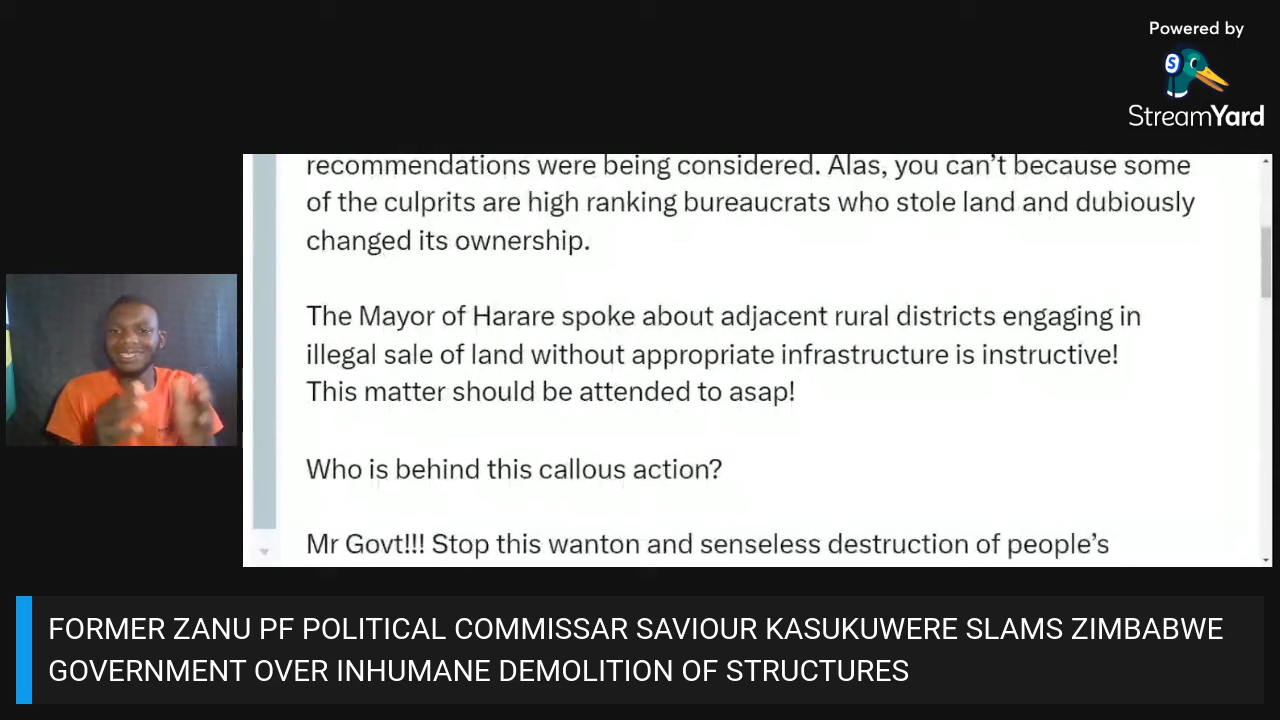 Powered by
StreamYard
recommendations were being considered. Alas, you can’t because some
of the culprits are high ranking bureaucrats who stole land and dubiously
changed its ownership.
The Mayor of Harare spoke about adjacent rural districts engaging in
illegal sale of land without appropriate infrastructure is instructive!
This matter should be attended to asap!
Who is behind this callous action?
Mr Govt!!! Stop this wanton and senseless destruction of people’s
FORMER ZANU PF POLITICAL COMMISSAR SAVIOUR KASUKUWERE SLAMS ZIMBABWE
GOVERNMENT OVER INHUMANE DEMOLITION OF STRUCTURES